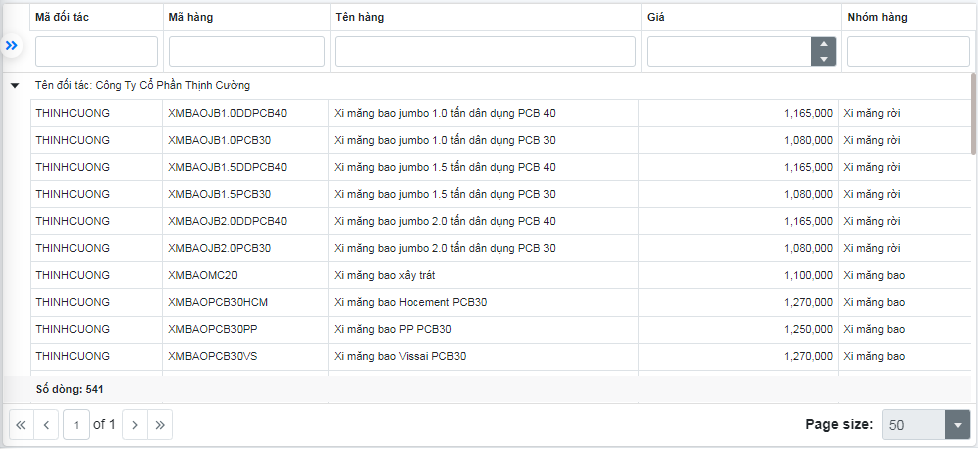 Mã đối tác Mã hàng Tên hàng Giá Nhóm hàng
Tên đối tác: Công Ty Cổ Phần Thịnh Cường
THINHCUONG XMBAOJB1.0DDPCB40 Xi măng bao jumbo 1.0 tấn dân dụng PCB 40 1,165,000 Xi măng rời
THINHCUONG XMBAOJB1.0PCB30 Xi măng bao jumbo 1.0 tấn dân dụng PCB 30 1,080,000 Xi măng rời
THINHCUONG XMBAOJB1.5DDPCB40 Xi măng bao jumbo 1.5 tấn dân dụng PCB 40 1,165,000 Xi măng rời
THINHCUONG XMBAOJB1.5PCB30 Xi măng bao jumbo 1.5 tấn dân dụng PCB 30 1,080,000 Xi măng rời
THINHCUONG XMBAOJB2.0DDPCB40 Xi măng bao jumbo 2.0 tấn dân dụng PCB 40 1,165,000 Xi măng rời
THINHCUONG XMBAOJB2.0PCB30 Xi măng bao jumbo 2.0 tấn dân dụng PCB 30 1,080,000 Xi măng rời
THINHCUONG XMBAOMC20 Xi măng bao xây trát 1,100,000 Xi măng bao
THINHCUONG XMBAOPCB30HCM Xi măng bao Hocement PCB30 1,270,000 Xi măng bao
THINHCUONG XMBAOPCB30PP Xi măng bao PP PCB30 1,250,000 Xi măng bao
THINHCUONG XMBAOPCB30VS Xi măng bao Vissai PCB30 1,270,000 Xi măng bao
Số dòng: 541
1 of 1 Page size: 50